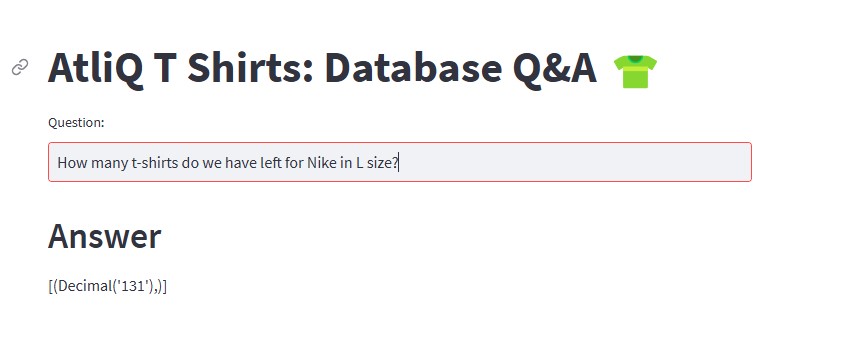 AtliQ T Shirts: Database Q&A 👕
Question:
How many t-shirts do we have left for Nike in L size?
Answer
[(Decimal('131'),)]